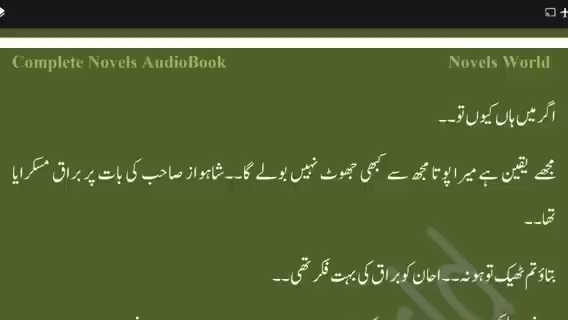 Complete Novels AudioBook Novels World
اگر میں ہاں کہوں تو۔۔
مجھے یقین ہے میرا پوتا مجھ سے کبھی جھوٹ نہیں بولے گا۔۔شاہواز صاحب کی بات پر براق مسکرایا
تھا۔۔
بتاؤ تم ٹھیک تو ہو نہ۔۔احان کو براق کی بہت فکر تھی۔۔